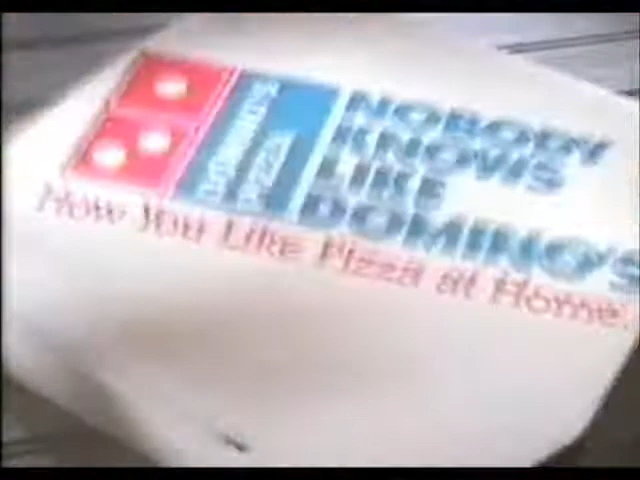 DOMINO'S
PIZZA
NOBODY
KNOWS
LIKE
DOMINO'S
How You Like Pizza at Home.